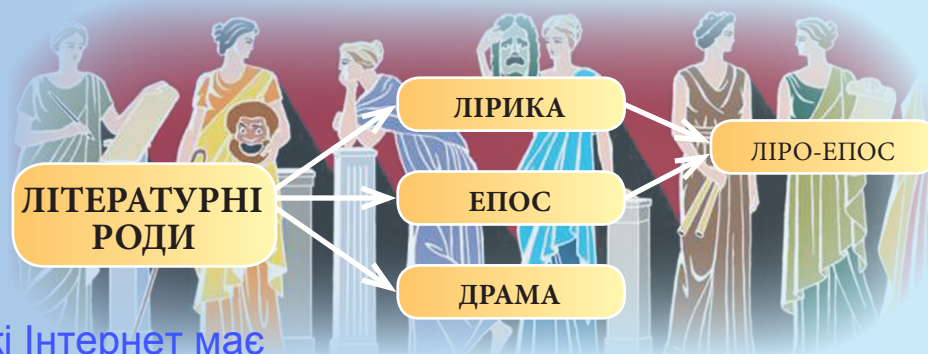 ЛІТЕРАТУРНІ
РОДИ
ЛІРИКА
ЕПОС
ДРАМА
ЛІРО-ЕПОС
Інтернет має